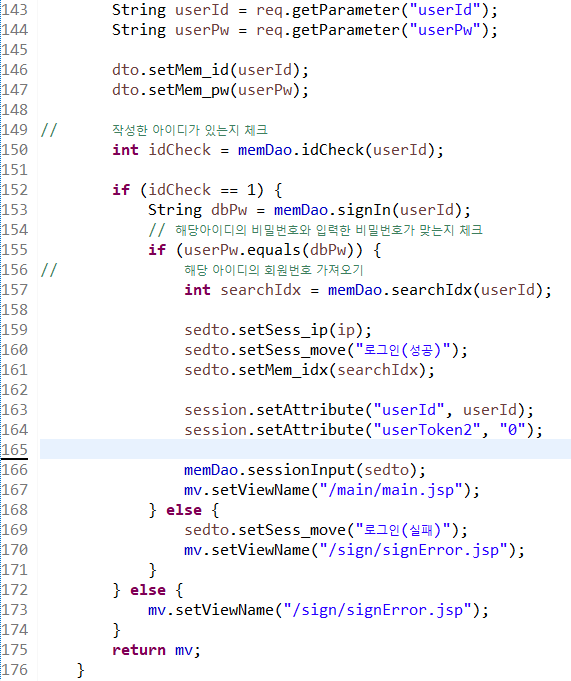 143 String userId = req.getParameter("userId");
144 String userPw = req.getParameter("userPw");
145
146 dto.setMem_id(userId);
147 dto.setMem_pw(userPw);
148
149 // 작성한 아이디가 있는지 체크
150 int idCheck = memDao.idCheck(userId);
151
152 if (idCheck == 1) {
153 String dbPw = memDao.signIn(userId);
154 // 해당아이디의 비밀번호와 입력한 비밀번호가 맞는지 체크
155 if (userPw.equals(dbPw)) {
156 // 해당 아이디의 회원번호 가져오기
157 int searchIdx = memDao.searchIdx(userId);
158
159 sedto.setSess_ip(ip);
160 sedto.setSess_move("로그인(성공)");
161 sedto.setMem_idx(searchIdx);
162
163 session.setAttribute("userId", userId);
164 session.setAttribute("userToken2", "0");
165
166 memDao.sessionInput(sedto);
167 mv.setViewName("/main/main.jsp");
168 } else {
169 sedto.setSess_move("로그인(실패)");
170 mv.setViewName("/sign/signError.jsp");
171 }
172 } else {
173 mv.setViewName("/sign/signError.jsp");
174 }
175 return mv;
176 }